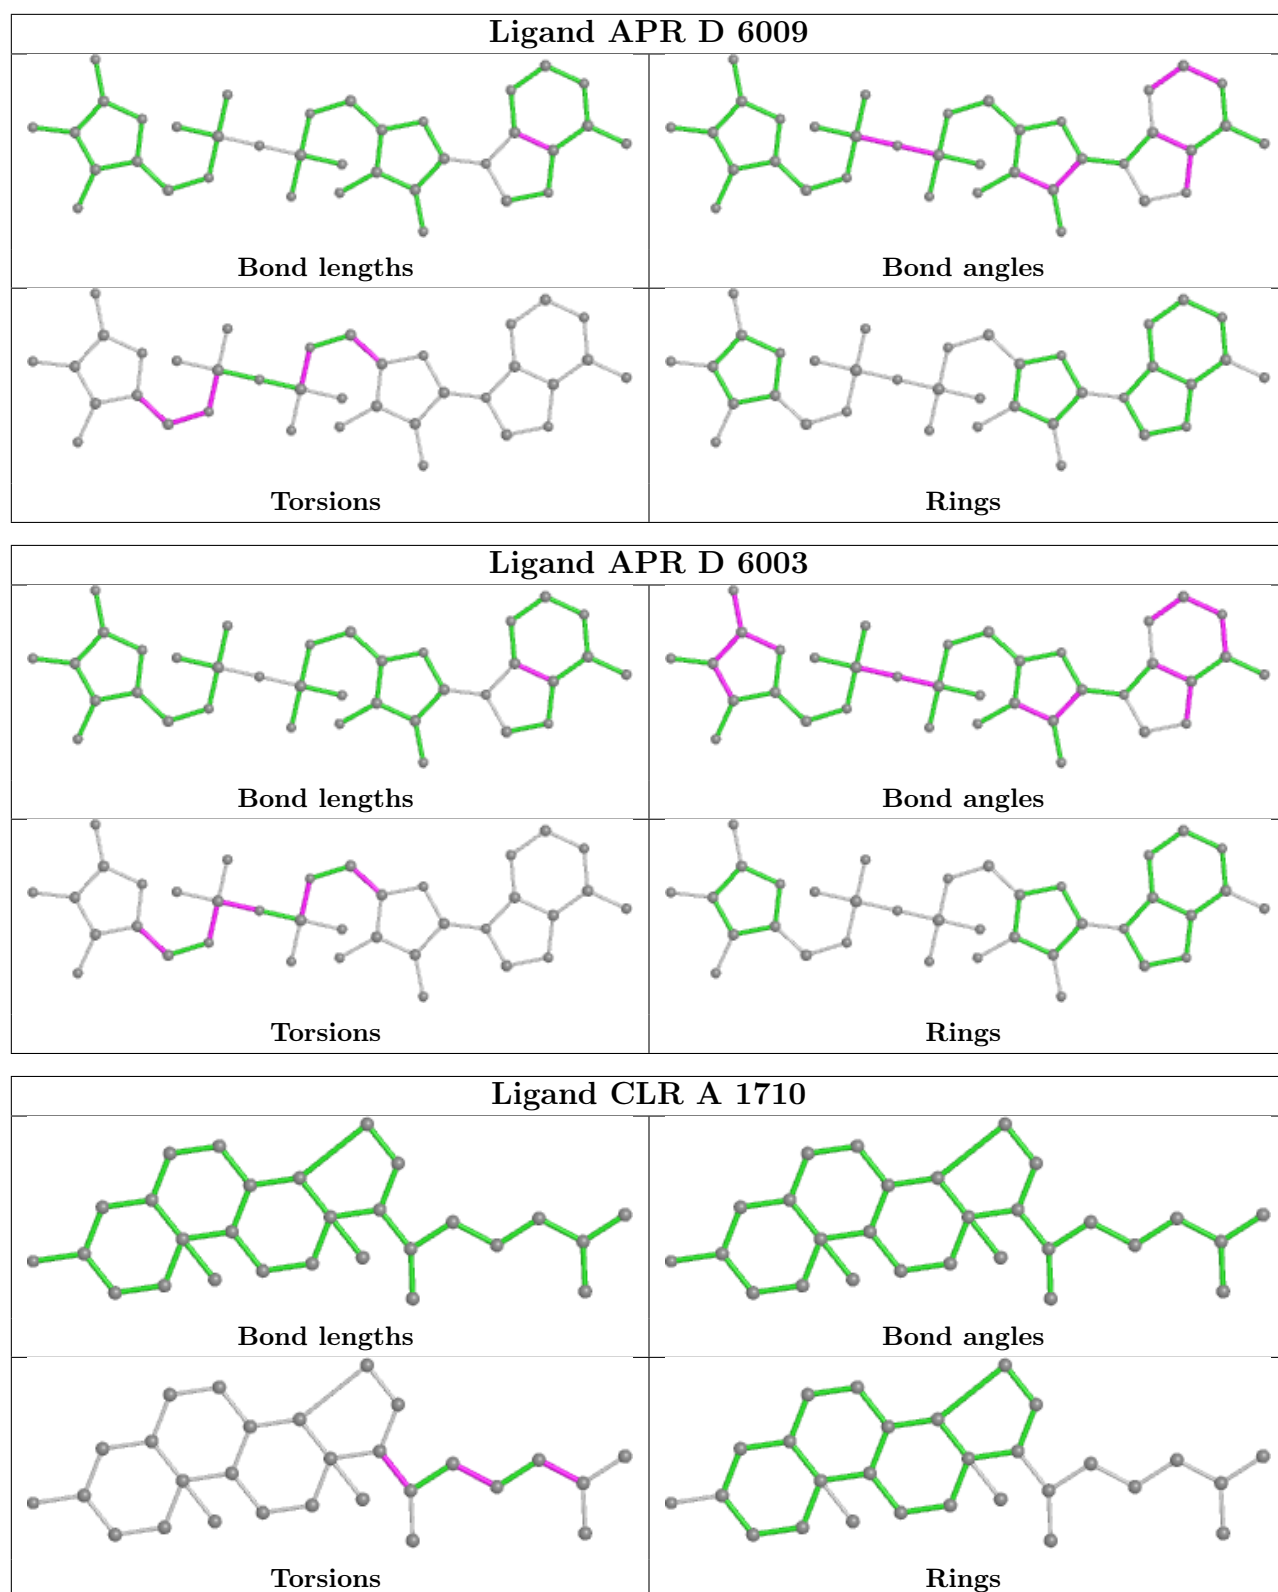 Ligand APR D 6009
Bond lengths
Bond angles
Torsions
Rings
Ligand APR D 6003
Bond lengths
Bond angles
Torsions
Rings
Ligand CLR A 1710
Bond lengths
Bond angles
Torsions
Rings